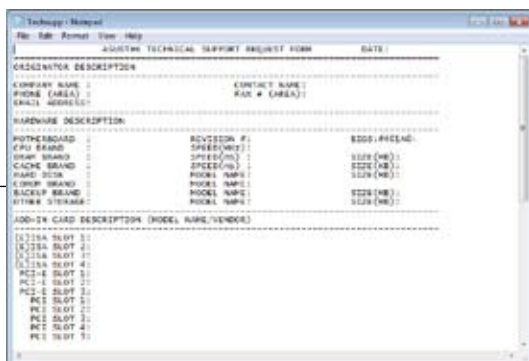 Techsupp - Notepad
File Edit Format View Help
ASUSTEK TECHNICAL SUPPORT REQUEST FORM DATE:
ORIGINATOR DESCRIPTION
COMPANY NAME : CONTACT NAME:
PHONE (AREA) : FAX # (AREA):
EMAIL ADDRESS:
HARDWARE DESCRIPTION
MOTHERBOARD : REVISION #: BIOS:
CPU BRAND : SPEED(MHz):
DRAM BRAND : SPEED(ns) : SIZE(MB):
CACHE BRAND : SPEED(ns) : SIZE(KB):
HARD DISK : MODEL NAME: SIZE(MB):
CDROM BRAND : MODEL NAME:
BACKUP BRAND : MODEL NAME: SIZE(MB):
OTHER STORAGE: MODEL NAME: SIZE(MB):
ADD-IN CARD DESCRIPTION (MODEL NAME/VENDOR)
[E]ISA SLOT 1:
[E]ISA SLOT 2:
[E]ISA SLOT 3:
[E]ISA SLOT 4:
PCI-E SLOT 1:
PCI-E SLOT 2:
PCI-E SLOT 3:
PCI SLOT 1:
PCI SLOT 2:
PCI SLOT 3:
PCI SLOT 4:
PCI SLOT 5: